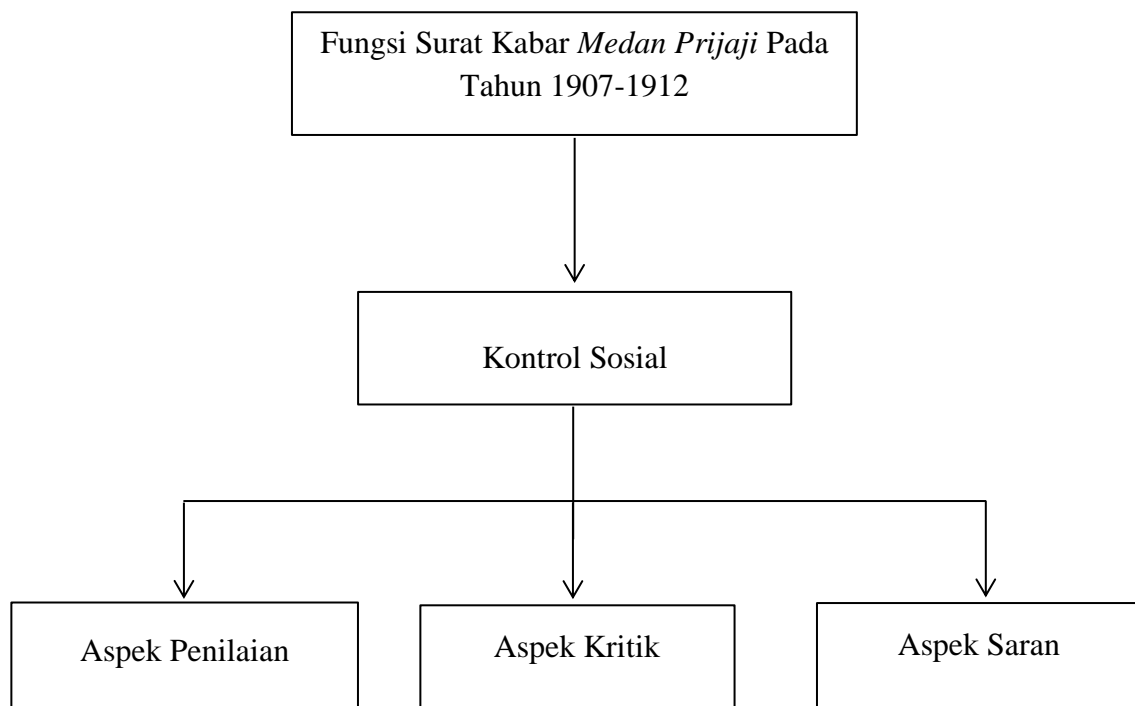 Fungsi Surat Kabar Medan Prijaji Pada
Tahun 1907-1912
Kontrol Sosial
Aspek Penilaian
Aspek Kritik
Aspek Saran